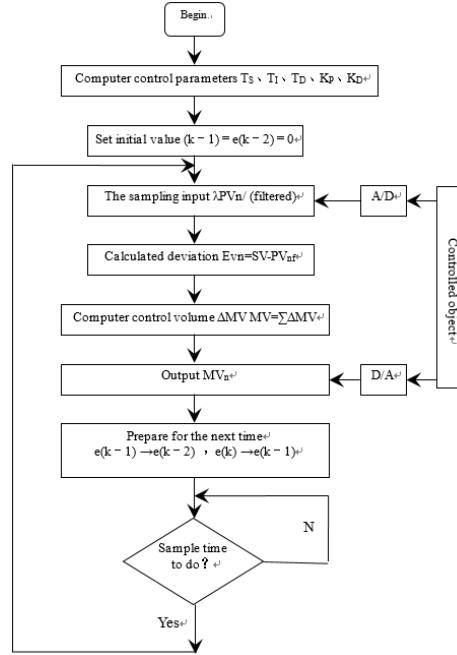 Begin.
Computer control parameters TS、TI、TD、KP、KD↵
Set initial value (k − 1) = e(k − 2) = 0↵
The sampling input λPVn/ (filtered)↵
A/D↵
Calculated deviation Evn=SV-PVnf↵
Controlled object↵
Computer control volume ΔMV MV=∑ΔMV↵
Output MVn↵
D/A↵
Prepare for the next time↵
e(k − 1) →e(k − 2) ，e(k) →e(k − 1)↵
N
Sample time
to do？↵
Yes↵